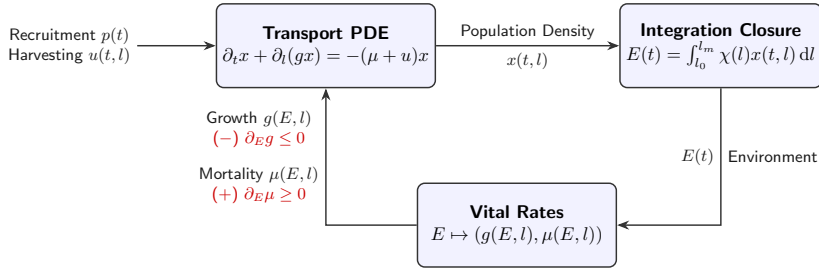 Recruitment p(t)
Harvesting u(t, l)
Transport PDE
∂ₜx + ∂ₗ(gx) = −(μ + u)x
Population Density
x(t, l)
Integration Closure
E(t) = ∫_{l₀}^{lₘ} χ(l)x(t, l) dl
Growth g(E, l)
(−) ∂_E g ≤ 0
Mortality μ(E, l)
(+) ∂_E μ ≥ 0
E(t) Environment
Vital Rates
E ↦ (g(E, l), μ(E, l))